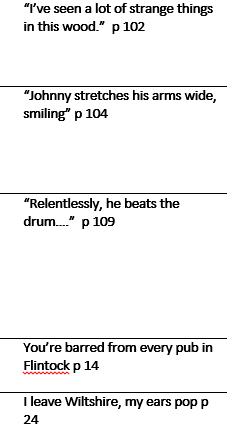 “I’ve seen a lot of strange things
in this wood.”  p 102
“Johnny stretches his arms wide,
smiling” p 104
“Relentlessly, he beats the
drum....”  p 109
You’re barred from every pub in
Flintock p 14
I leave Wiltshire, my ears pop p
24